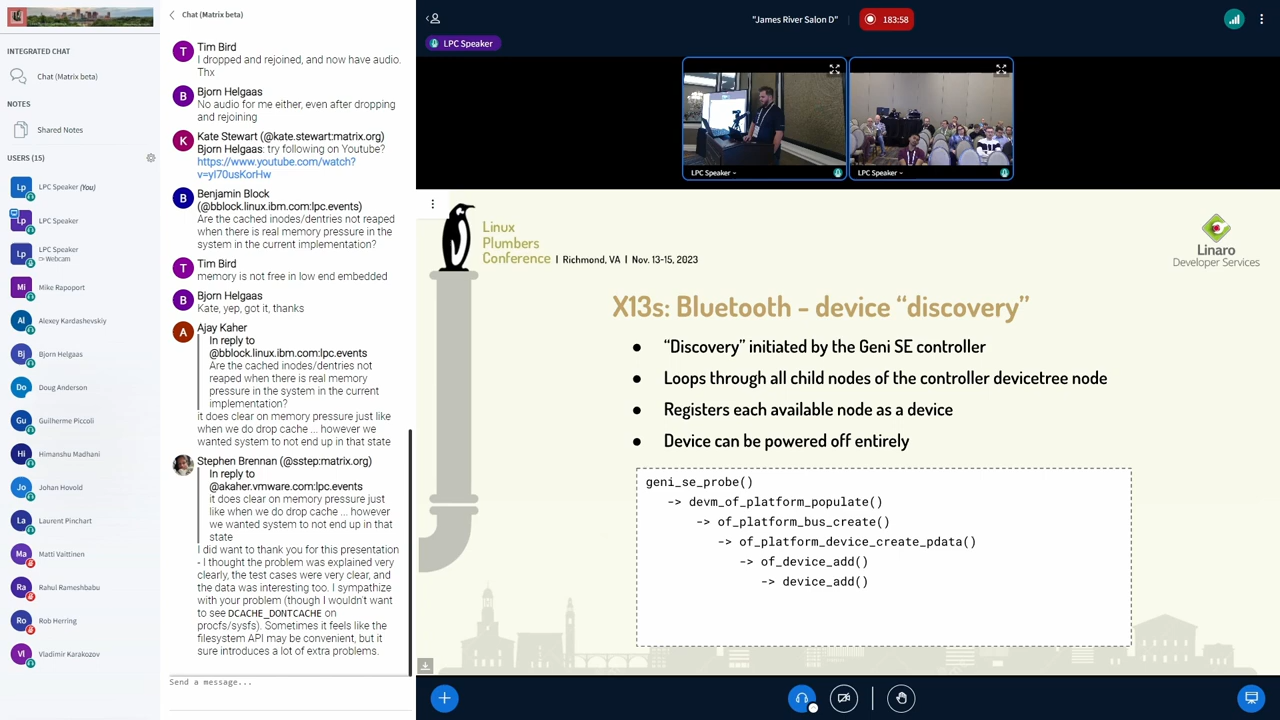 INTEGRATED CHAT
Chat (Matrix beta)
NOTES
Shared Notes
USERS (15)
Lp LPC Speaker (You)
Lp LPC Speaker
Lp LPC Speaker
Webcam
Mi Mike Rapoport
Al Alexey Kardashevskiy
Bj Bjorn Helgaas
Do Doug Anderson
Gu Guilherme Piccoli
Hi Himanshu Madhani
Jo Johan Hovold
La Laurent Pinchart
Ma Matti Vaittinen
Ra Rahul Rameshbabu
Ro Rob Herring
Vl Vladimir Karakozov
Chat (Matrix beta)
T Tim Bird
I dropped and rejoined, and now have audio.
Thx
B Bjorn Helgaas
No audio for me either, even after dropping
and rejoining
K Kate Stewart (@kate.stewart:matrix.org)
Bjorn Helgaas: try following on Youtube?
https://www.youtube.com/watch?
v=yI70usKorHw
B Benjamin Block
(@bblock.linux.ibm.com:lpc.events)
Are the cached inodes/dentries not reaped
when there is real memory pressure in the
system in the current implementation?
T Tim Bird
memory is not free in low end embedded
B Bjorn Helgaas
Kate, yep, got it, thanks
A Ajay Kaher
In reply to
@bblock.linux.ibm.com:lpc.events
Are the cached inodes/dentries not
reaped when there is real memory
pressure in the system in the current
implementation?
it does clear on memory pressure just like
when we do drop cache ... however we
wanted system to not end up in that state
Stephen Brennan (@sstep:matrix.org)
In reply to
@akaher.vmware.com:lpc.events
it does clear on memory pressure just
like when we do drop cache ... however
we wanted system to not end up in that
state
I did want to thank you for this presentation
- I thought the problem was explained very
clearly, the test cases were very clear, and
the data was interesting too. I sympathize
with your problem (though I wouldn't want
to see DCACHE_DONTCACHE on
procfs/sysfs). Sometimes it feels like the
filesystem API may be convenient, but it
sure introduces a lot of extra problems.
Send a message...
"James River Salon D"
183:58
LPC Speaker
LPC Speaker
LPC Speaker
Linux
Plumbers
Conference | Richmond, VA | Nov. 13-15, 2023
Linaro
Developer Services
X13s: Bluetooth - device “discovery”
● “Discovery” initiated by the Geni SE controller
● Loops through all child nodes of the controller devicetree node
● Registers each available node as a device
● Device can be powered off entirely
geni_se_probe()
-> devm_of_platform_populate()
-> of_platform_bus_create()
-> of_platform_device_create_pdata()
-> of_device_add()
-> device_add()